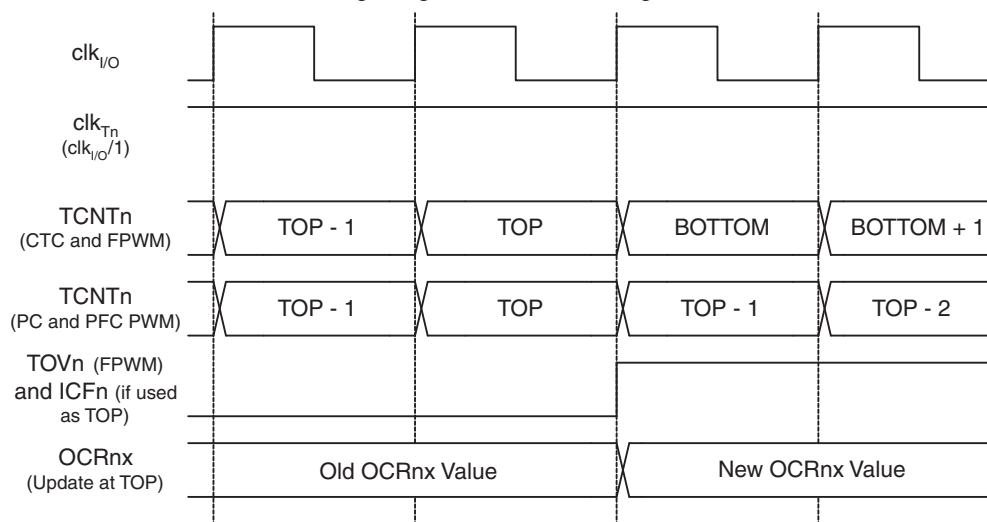 clkI/O
clkTn
(clkI/O/1)
TCNTn
(CTC and FPWM)
TOP - 1
TOP
BOTTOM
BOTTOM + 1
TCNTn
(PC and PFC PWM)
TOP - 1
TOP
TOP - 1
TOP - 2
TOVn (FPWM)
and ICFn (if used
as TOP)
OCRnx
(Update at TOP)
Old OCRnx Value
New OCRnx Value